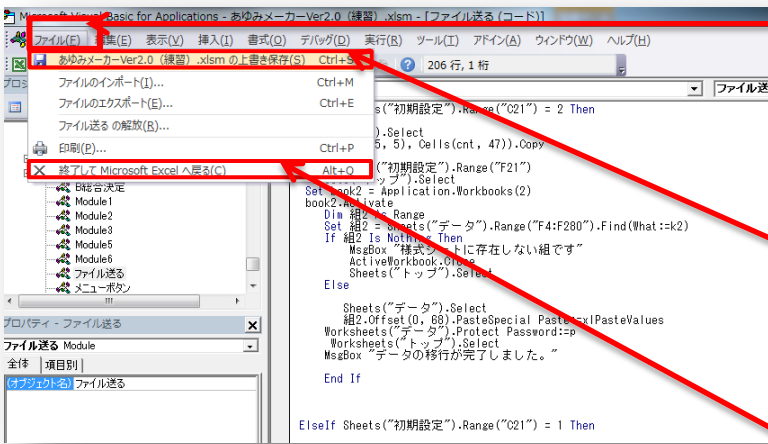 Microsoft Visual Basic for Applications - あゆみメーカーVer2.0（練習）.xlsm - [ファイル送る (コード)]
ファイル(F) 編集(E) 表示(V) 挿入(I) 書式(O) デバッグ(D) 実行(R) ツール(T) アドイン(A) ウィンドウ(W) ヘルプ(H)
あゆみメーカーVer2.0（練習）.xlsm の上書き保存(S) Ctrl+S
206 行, 1 桁
ファイルのインポート(I)... Ctrl+M
ファイル送
ファイルのエクスポート(E)... Ctrl+E
("初期設定").Range("C21") = 2 Then
ファイル送る の解放(R)...
).Select
印刷(P)... Ctrl+P
5, 5), Cells(cnt, 47)).Copy
終了して Microsoft Excel へ戻る(C) Alt+Q
("初期設定").Range("F21")
").Select
B総合決定
Module1
Module2
Module3
Module5
Module6
ファイル送る
メニューボタン
Set book2 = Application.Workbooks(2)
book2.Activate
Dim 組2 As Range
Set 組2 = Sheets("データ").Range("F4:F280").Find(What:=k2)
If 組2 Is Nothing Then
MsgBox "様式シートに存在しない組です"
ActiveWorkbook.Close
Sheets("トップ").Select
Else
Sheets("データ").Select
組2.Offset(0, 68).PasteSpecial Paste:=xlPasteValues
Worksheets("データ").Protect Password:=p
Worksheets("トップ").Select
MsgBox "データの移行が完了しました。"
End If
ElseIf Sheets("初期設定").Range("C21") = 1 Then
プロパティ - ファイル送る
ファイル送る Module
全体 項目別
(オブジェクト名) ファイル送る